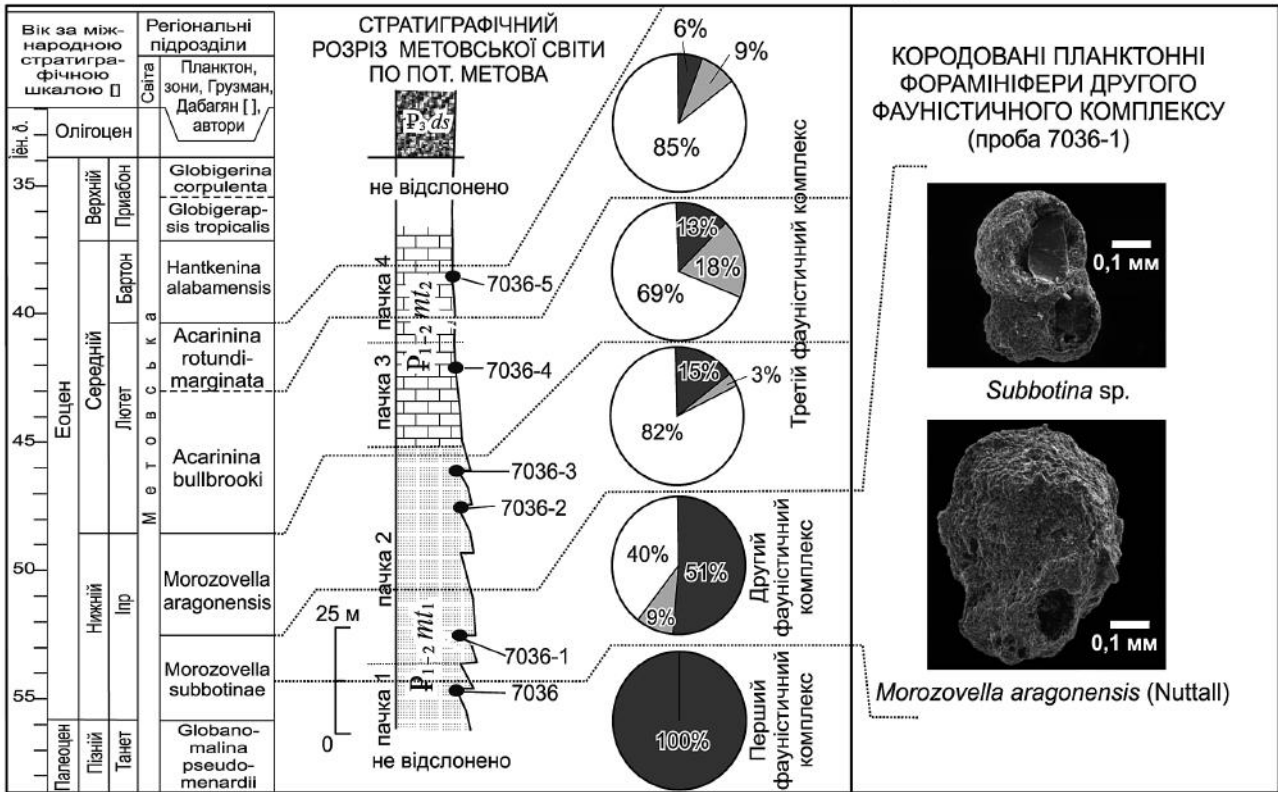 Вік за між-
народною
стратигра-
фічною
шкалою []
Регіональні
підрозділи
Світа
Планктон,
зони, Грузман,
Дабагян [],
автори
35
40
45
50
55
Олігоцен
Еоцен
Палеоцен
Верхній
Середній
Нижній
Пізній
Приабон
Бартон
Лютет
Іпр
Танет
Метовська
Globigerina
corpulenta
Globigerap-
sis tropicalis
Hantkenina
alabamensis
Acarinina
rotundi-
marginata
Acarinina
bullbrooki
Morozovella
aragonensis
Morozovella
subbotinae
Globano-
malina
pseudo-
menardii
СТРАТИГРАФІЧНИЙ
РОЗРІЗ МЕТОВСЬКОЇ СВІТИ
ПО ПОТ. МЕТОВА
₽3 ds
не відслонено
пачка 4
пачка 3
пачка 2
пачка 1
₽1-2 mt2
₽1-2 mt1
7036-5
7036-4
7036-3
7036-2
7036-1
7036
25 м
0
не відслонено
6%
9%
85%
13%
18%
69%
15%
3%
82%
40%
51%
9%
100%
Третій фауністичний комплекс
Другий
фауністичний
комплекс
Перший
фауністичний
комплекс
КОРОДОВАНІ ПЛАНКТОННІ
ФОРАМІНІФЕРИ ДРУГОГО
ФАУНІСТИЧНОГО КОМПЛЕКСУ
(проба 7036-1)
0,1 мм
Subbotina sp.
0,1 мм
Morozovella aragonensis (Nuttall)